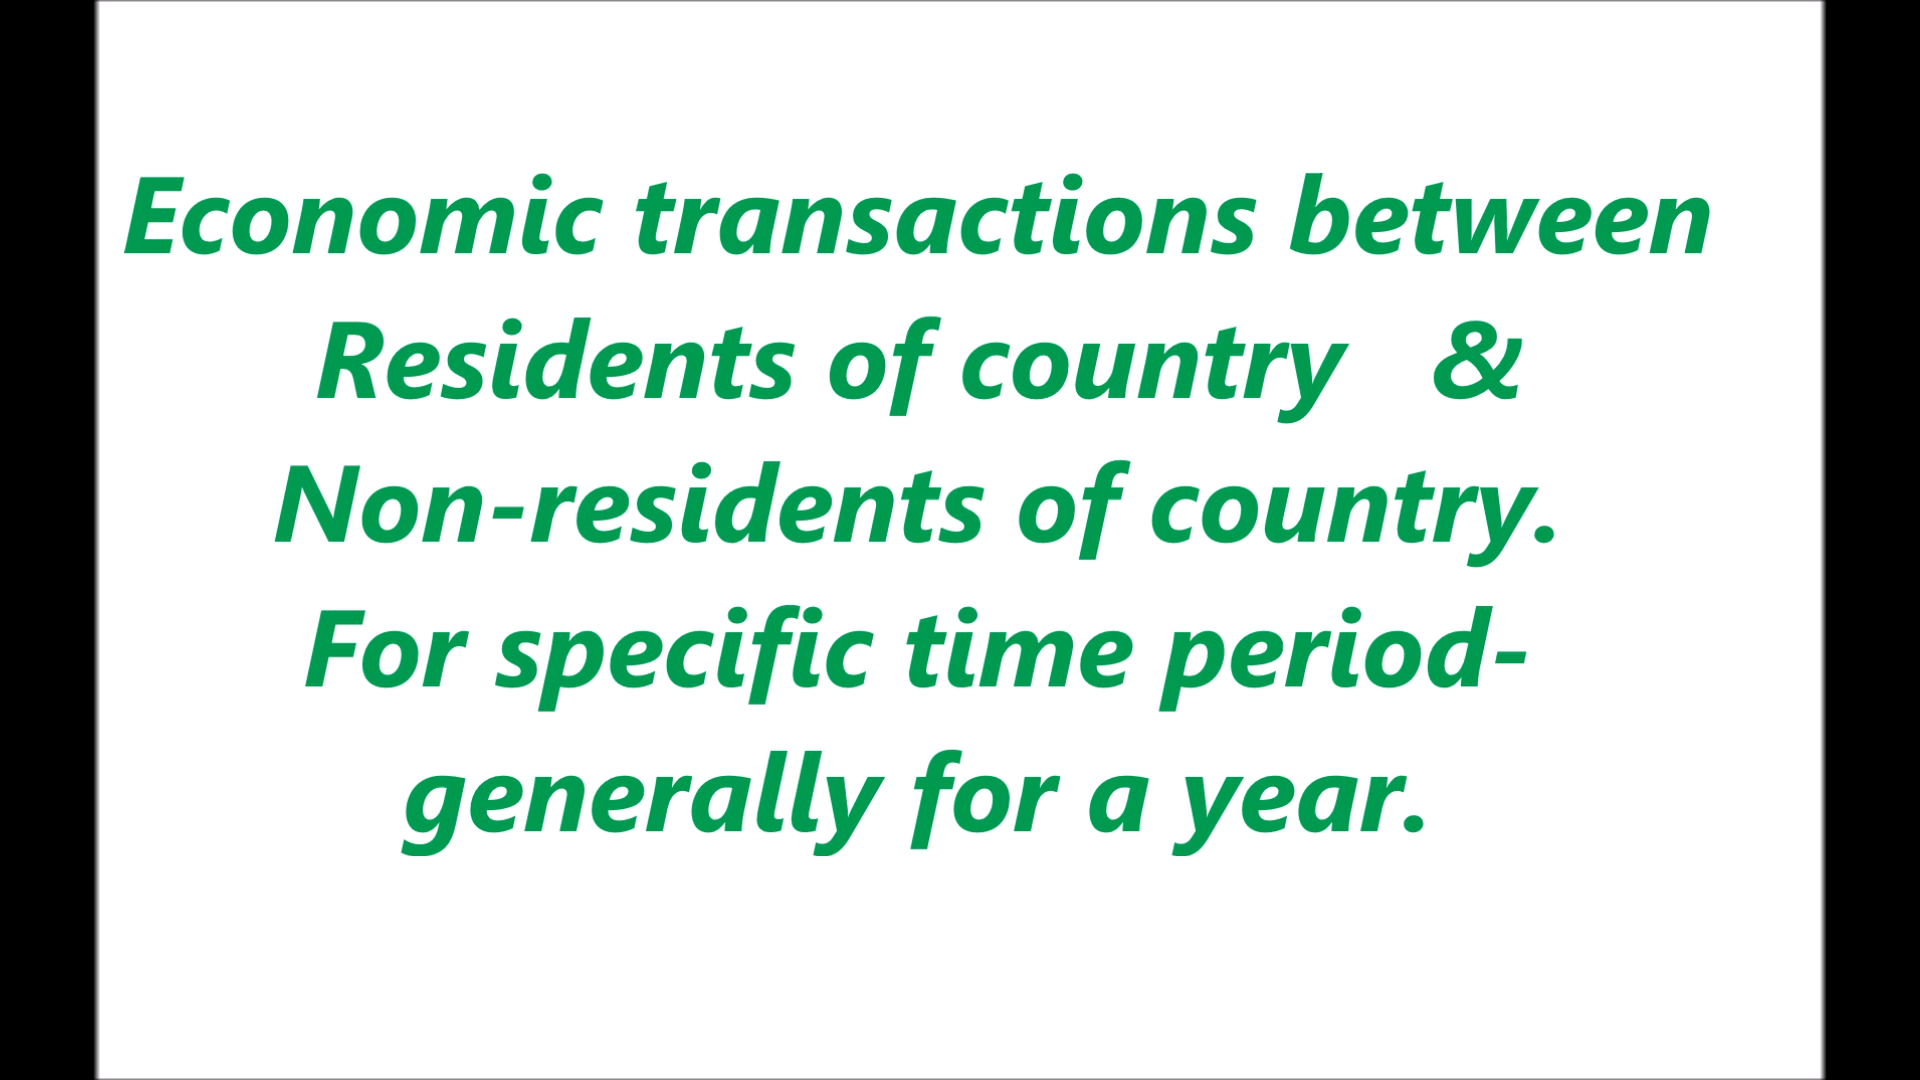 Economic transactions between
Residents of country &
Non-residents of country.
For specific time period-
generally for a year.